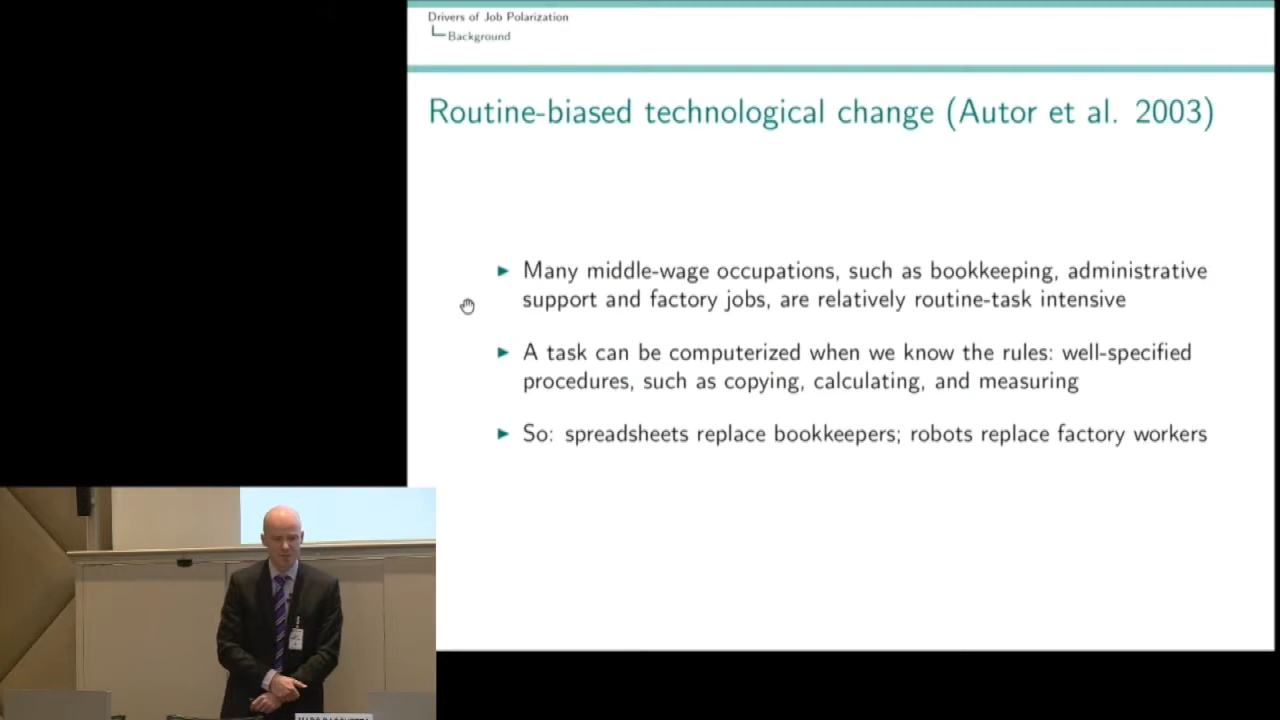 Drivers of Job Polarization
Background
Routine-biased technological change (Autor et al. 2003)
Many middle-wage occupations, such as bookkeeping, administrative
support and factory jobs, are relatively routine-task intensive
A task can be computerized when we know the rules: well-specified
procedures, such as copying, calculating, and measuring
So: spreadsheets replace bookkeepers; robots replace factory workers